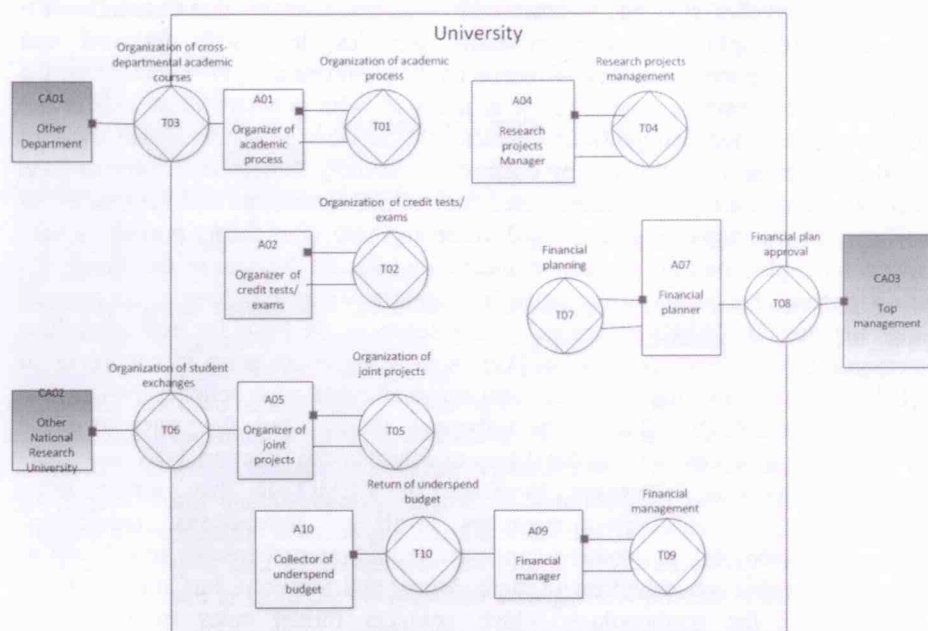 University
Organization of cross-
departmental academic
courses
Organization of academic
process
Research projects
management
CA01
Other
Department
T03
A01
Organizer of
academic process
T01
A04
Research
projects
Manager
T04
Organization of credit tests/
exams
A02
Organizer of
credit tests/
exams
T02
Financial
planning
T07
A07
Financial
planner
Financial plan
approval
T08
CA03
Top
management
Organization of student
exchanges
Organization of
joint projects
CA02
Other
National
Research
University
T06
A05
Organizer of
joint
projects
T05
Return of underspend
budget
Financial
management
A10
Collector of
underspend
budget
T10
A09
Financial
manager
T09